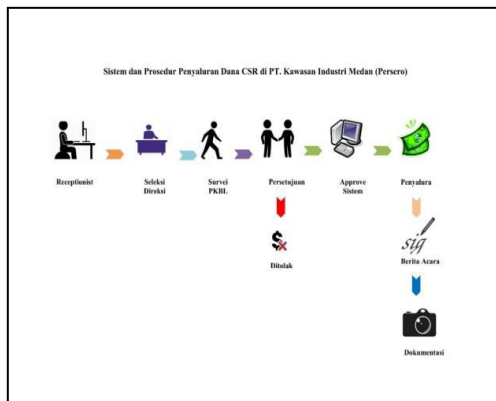 Sistem dan Prosedur Penyaluran Dana CSR di PT. Kawasan Industri Medan (Persero)
Receptionist
Seleksi
Direksi
Survei
PKBL
Persetujuan
Approve
Sistem
Penyalura
Ditolak
sig
Berita Acara
Dokumentasi